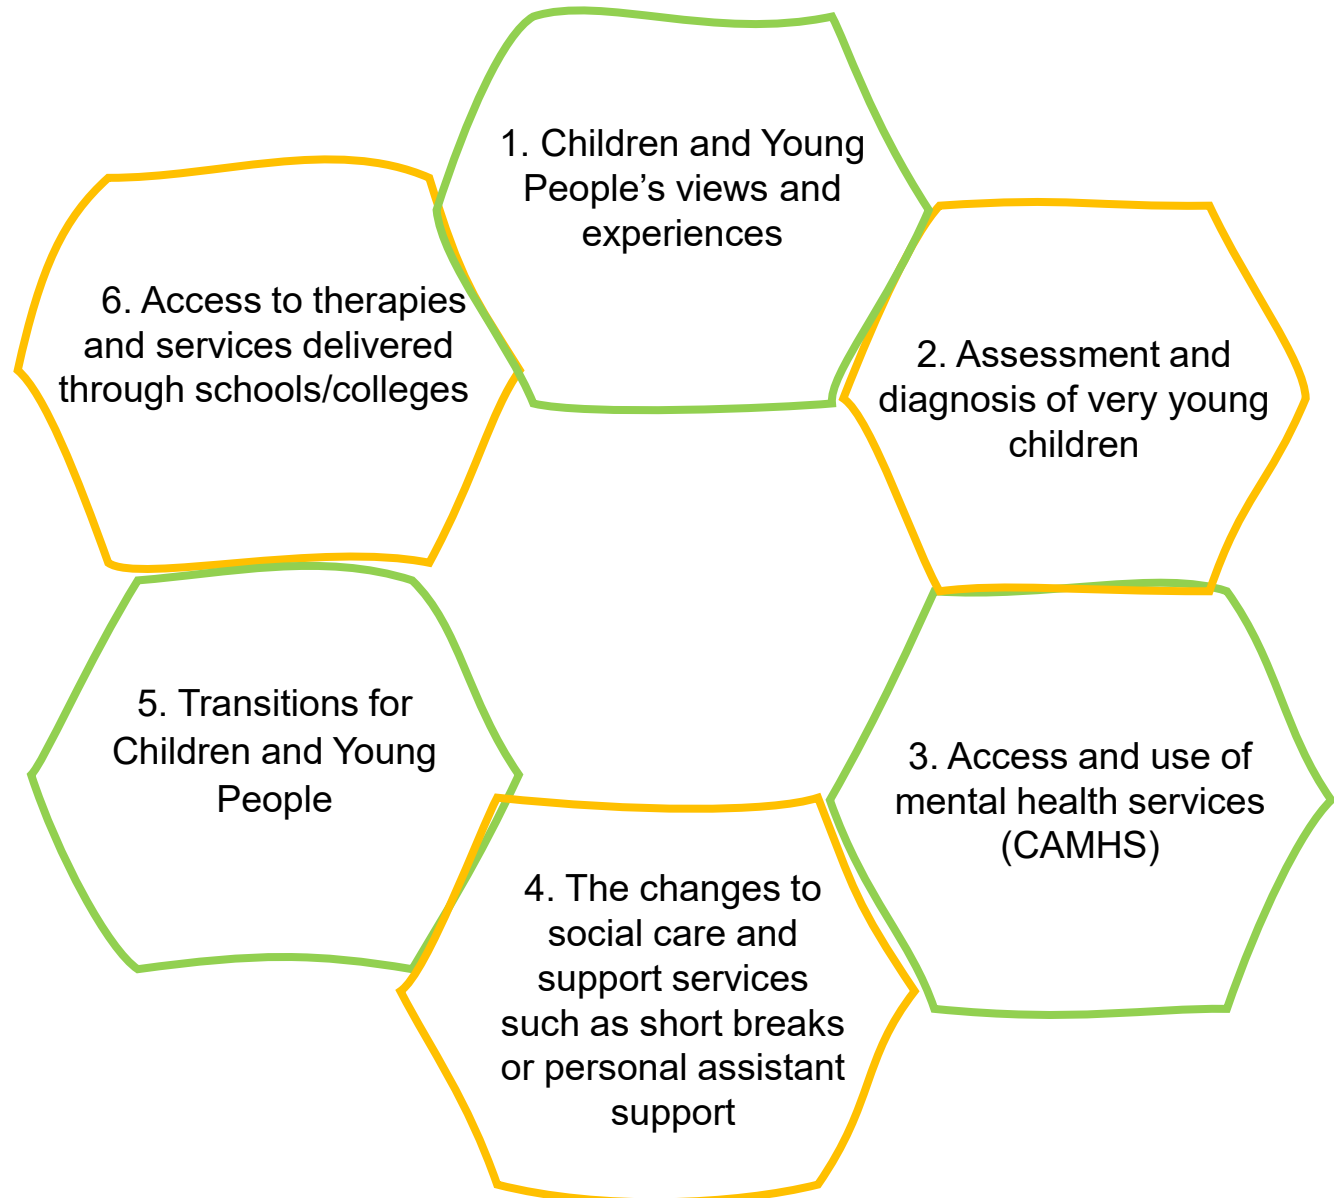 1. Children and Young
People’s views and
experiences
2. Assessment and
diagnosis of very young
children
3. Access and use of
mental health services
(CAMHS)
4. The changes to
social care and
support services
such as short breaks
or personal assistant
support
5. Transitions for
Children and Young
People
6. Access to therapies
and services delivered
through schools/colleges